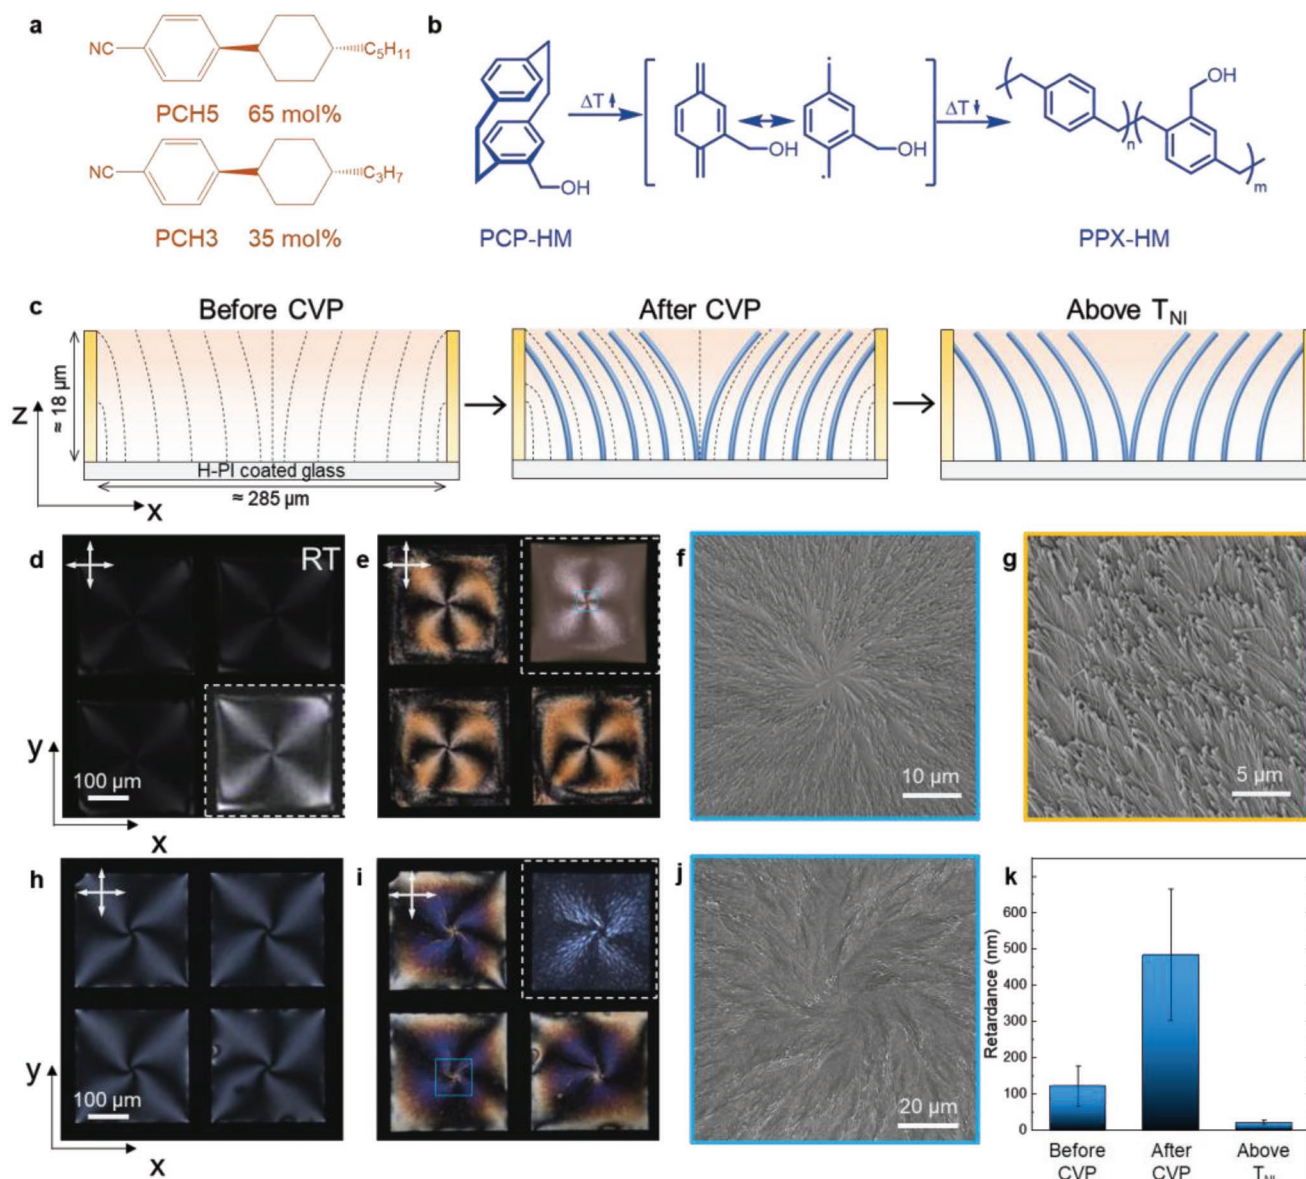 a
NC
C5H11
PCH5 65 mol%
NC
C3H7
PCH3 35 mol%
b
OH
PCP-HM
ΔT
OH
OH
ΔT
n
OH
m
PPX-HM
c
Before CVP
After CVP
Above TNI
≈ 18 µm
z
H-PI coated glass
≈ 285 µm
x
d
RT
100 µm
y
x
e
f
10 µm
g
5 µm
h
100 µm
y
x
i
j
20 µm
k
Retardance (nm)
600
500
400
300
200
100
0
Before
CVP
After
CVP
Above
TNI